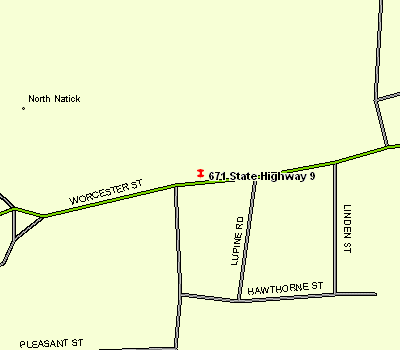 North Natick
671 State Highway 9
WORCESTER ST
LUPINE RD
LINDEN ST
HAWTHORNE ST
PLEASANT ST